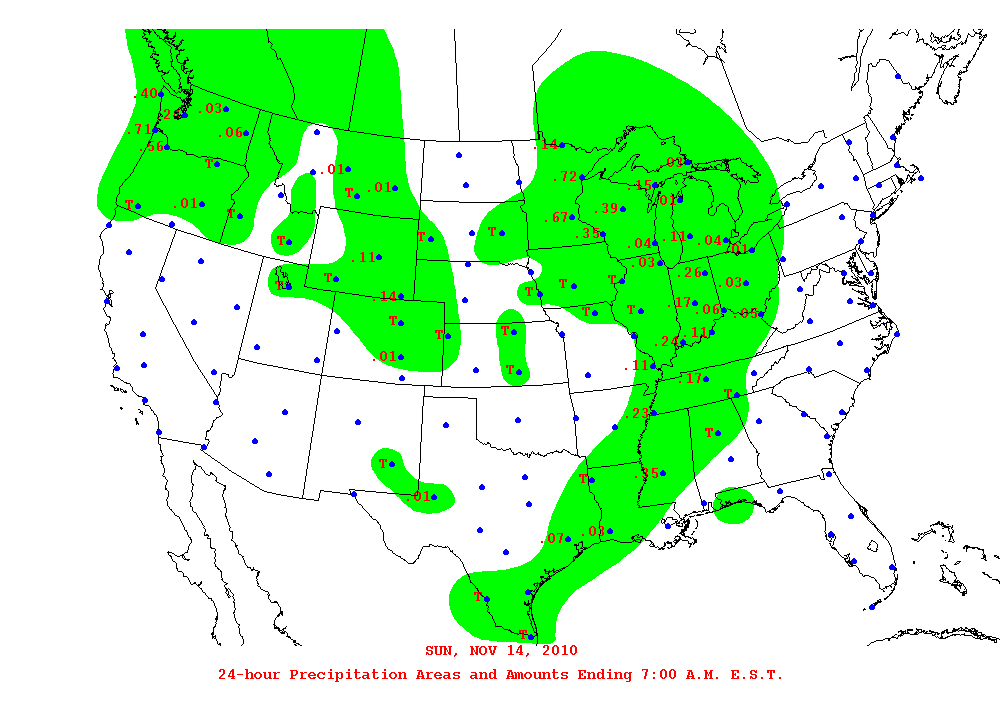 .40
.03
.71
.06
.56
T
.14
.01
.01
.72
.15
T
.01
.01
T
.01
T
.67
.39
.35
T
T
T
.04
.11
.04
.01
.11
.03
.26
T
T
T
T
.03
T
.14
.17
.06
.05
T
T
T
T
T
.11
.24
.01
.11
T
.17
T
.23
T
T
.35
T
.01
.07
.03
T
T
SUN, NOV 14, 2010
24-hour Precipitation Areas and Amounts Ending 7:00 A.M. E.S.T.